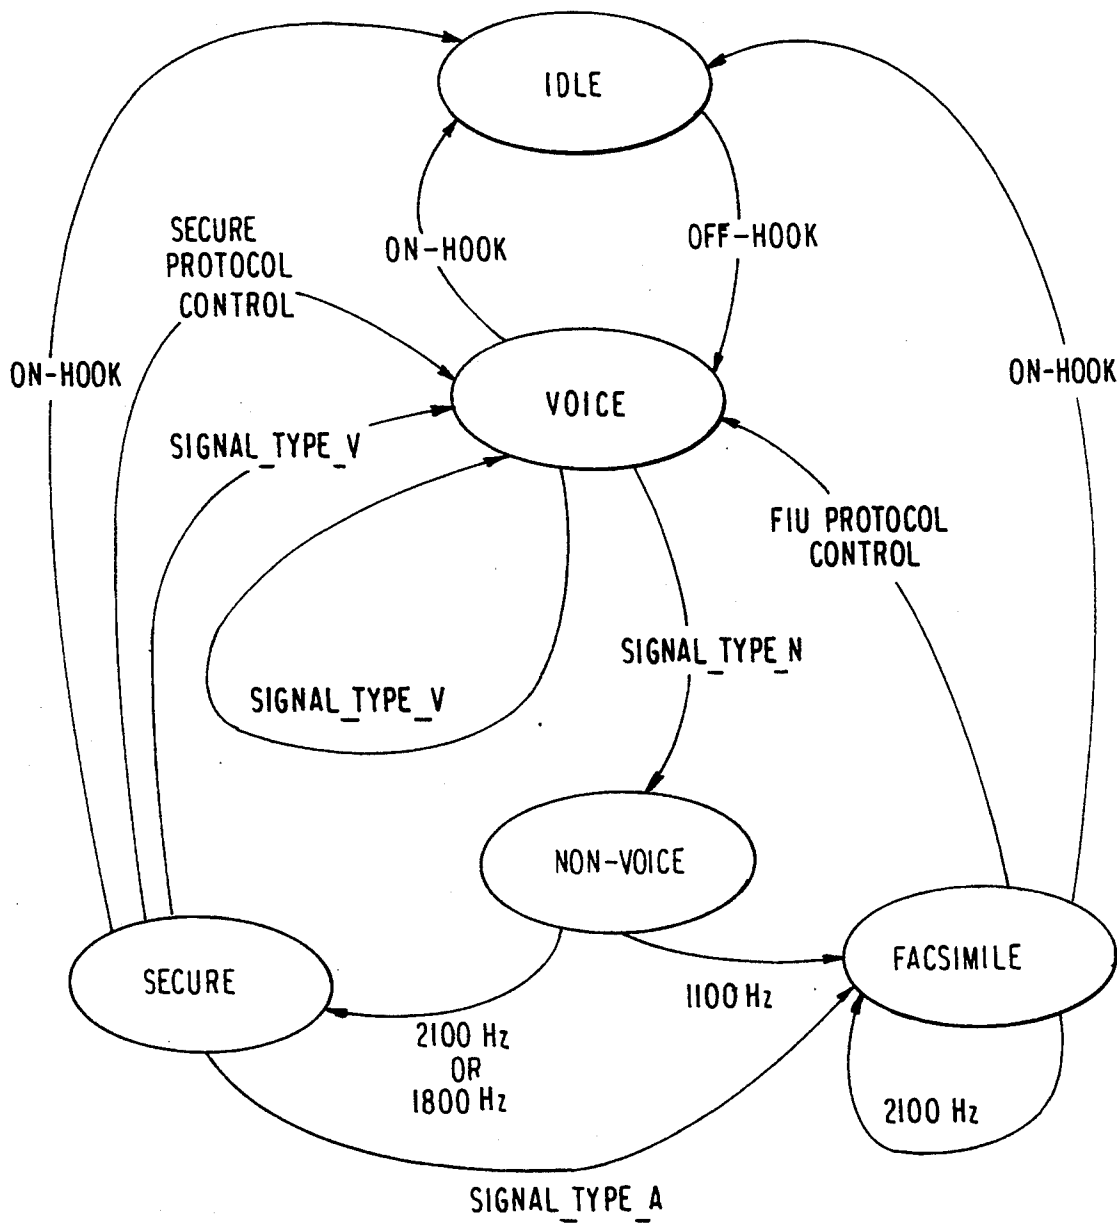 IDLE
SECURE
PROTOCOL
CONTROL
ON-HOOK
OFF-HOOK
ON-HOOK
ON-HOOK
VOICE
SIGNAL_TYPE_V
FIU PROTOCOL
CONTROL
SIGNAL_TYPE_N
SIGNAL_TYPE_V
NON-VOICE
FACSIMILE
SECURE
1100 Hz
2100 Hz
OR
1800 Hz
2100 Hz
SIGNAL_TYPE_A